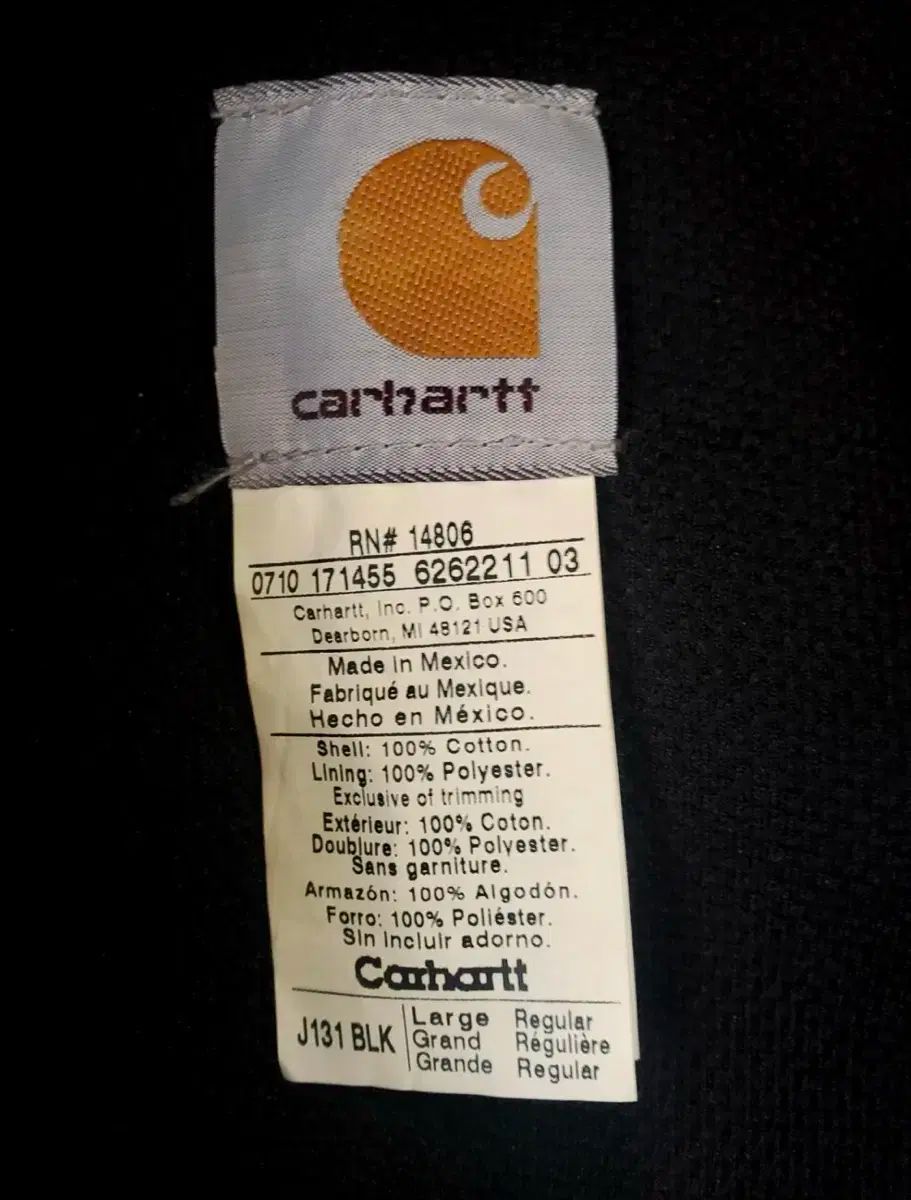 carhartt
RN# 14806
0710 171455 6262211 03
Carhartt, Inc. P.O. Box 600
Dearborn, MI 48121 USA
Made in Mexico.
Fabriqué au Mexique.
Hecho en México.
Shell: 100% Cotton.
Lining: 100% Polyester.
Exclusive of trimming
Extérieur: 100% Coton.
Doublure: 100% Polyester.
Sans garniture.
Armazón: 100% Algodón.
Forro: 100% Poliéster.
Sin Incluir adorno.
Carhartt
J131 BLK
Large Regular
Grand Régulière
Grande Regular